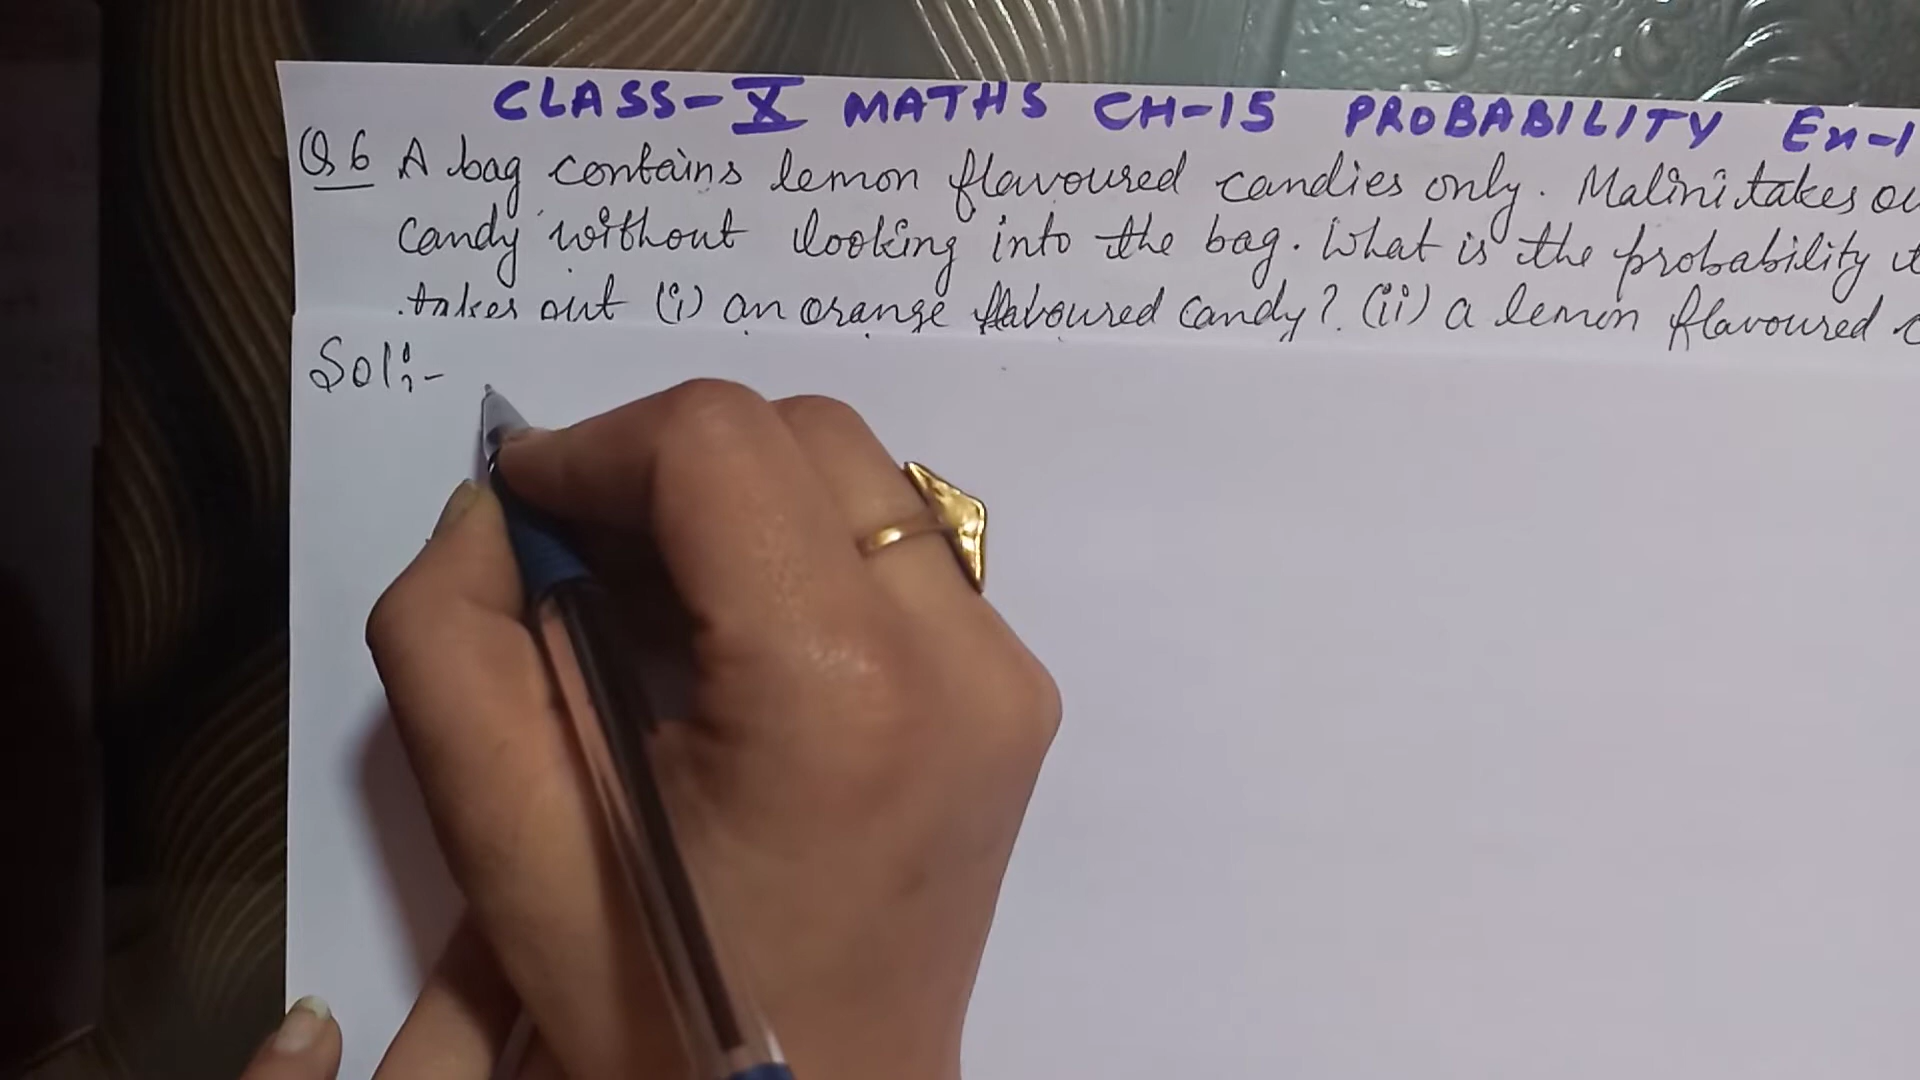 CLASS-X MATHS CH-15 PROBABILITY Ex-1
Q6 A bag contains lemon flavoured candies only. Malini takes ou
candy without looking into the bag. What is the probability
takes out (i) an orange flavoured candy? (ii) a lemon flavoured c
Sol:-